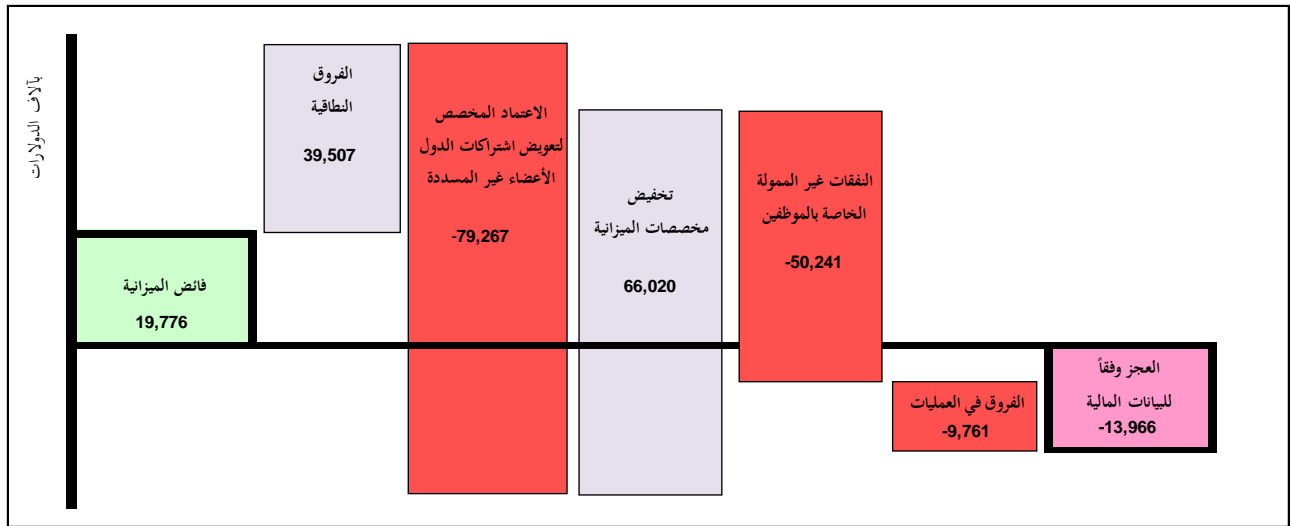 بآلاف الدولارات
فائض الميزانية
19,776
الفروق
النطاقية
39,507
الاعتماد المخصص
لتعويض اشتراكات الدول
الأعضاء غير المسددة
-79,267
تخفيض
مخصصات الميزانية
66,020
النفقات غير الممولة
الخاصة بالموظفين
-50,241
الفروق في العمليات
-9,761
العجز وفقاً
للبيانات المالية
-13,966